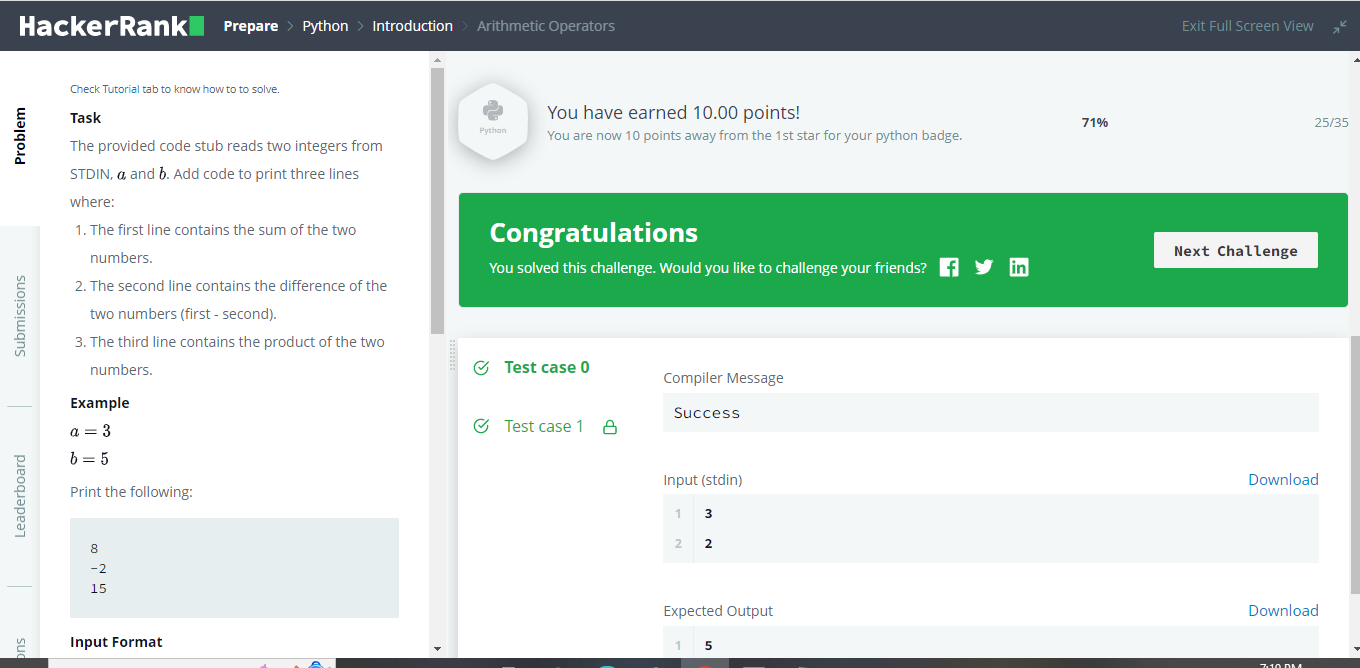 HackerRank
Prepare > Python > Introduction > Arithmetic Operators
Exit Full Screen View
Problem
Submissions
Leaderboard
Check Tutorial tab to know how to to solve.
Task
The provided code stub reads two integers from
STDIN, a and b. Add code to print three lines
where:
1. The first line contains the sum of the two
numbers.
2. The second line contains the difference of the
two numbers (first - second).
3. The third line contains the product of the two
numbers.
Example
a = 3
b = 5
Print the following:
8
-2
15
Input Format
Python
You have earned 10.00 points!
You are now 10 points away from the 1st star for your python badge.
71%
25/35
Congratulations
You solved this challenge. Would you like to challenge your friends?
Next Challenge
Test case 0
Test case 1
Compiler Message
Success
Input (stdin)
Download
1 3
2 2
Expected Output
Download
1 5